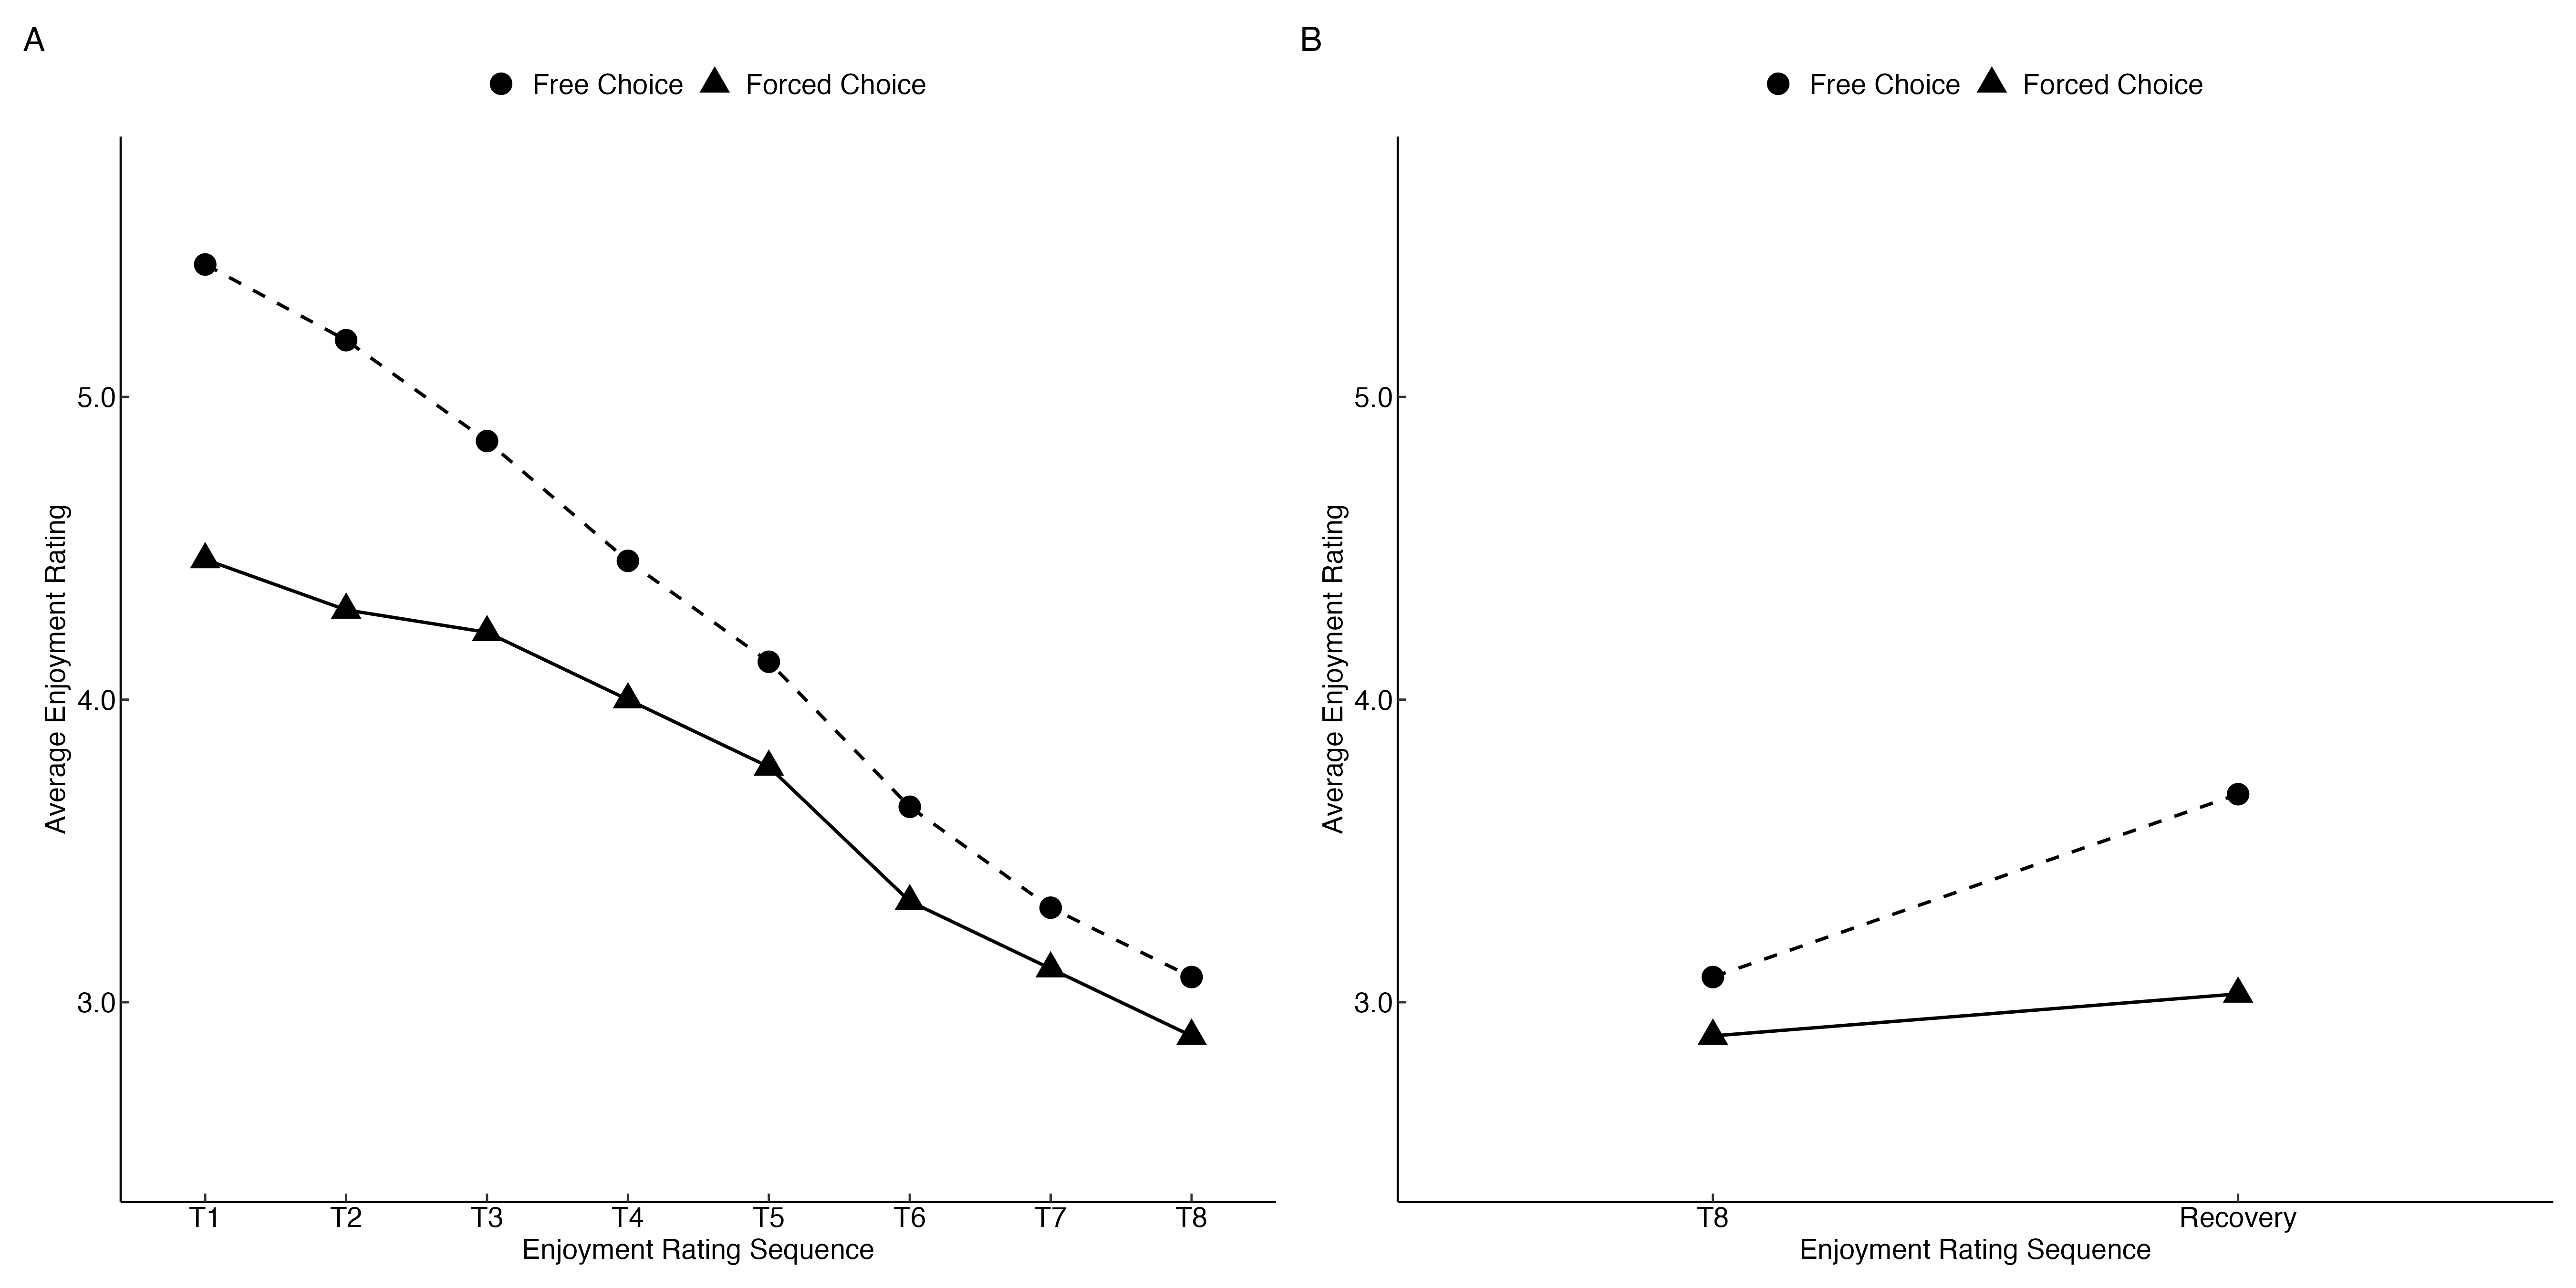 A
Free Choice Forced Choice
5.0
4.0
3.0
Average Enjoyment Rating
T1 T2 T3 T4 T5 T6 T7 T8
Enjoyment Rating Sequence
B
Free Choice Forced Choice
5.0
4.0
3.0
Average Enjoyment Rating
T8 Recovery
Enjoyment Rating Sequence